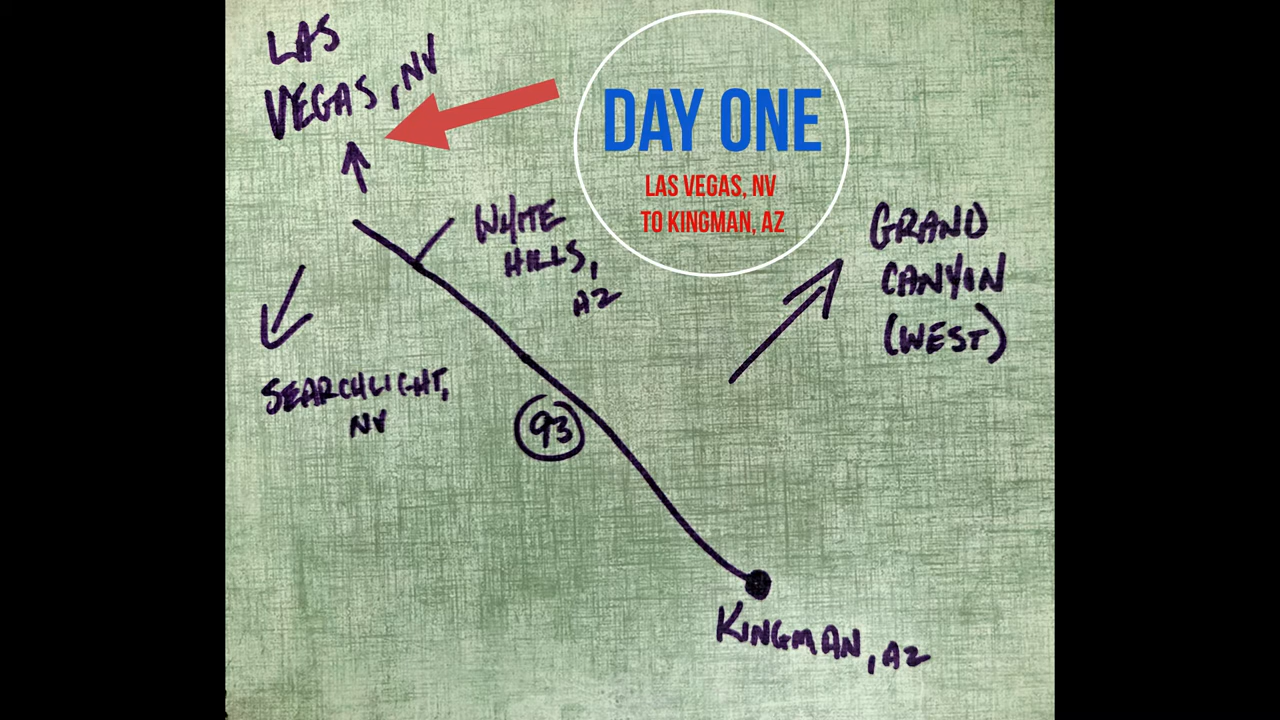 LAS
VEGAS, NV
DAY ONE
LAS VEGAS, NV
TO KINGMAN, AZ
WHITE
HILLS,
AZ
GRAND
CANYON
(WEST)
SEARCHLIGHT,
NV
93
KINGMAN, AZ